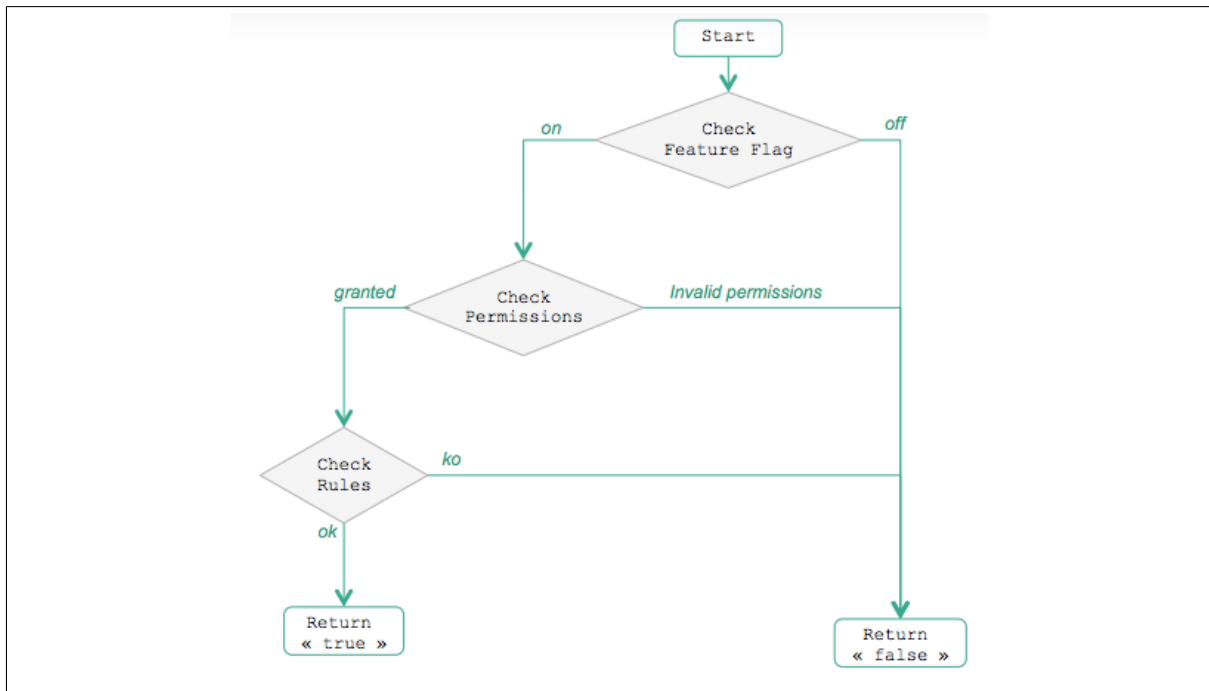 Start
on
Check
Feature Flag
off
granted
Check
Permissions
Invalid permissions
Check
Rules
ko
ok
Return
« true »
Return
« false »